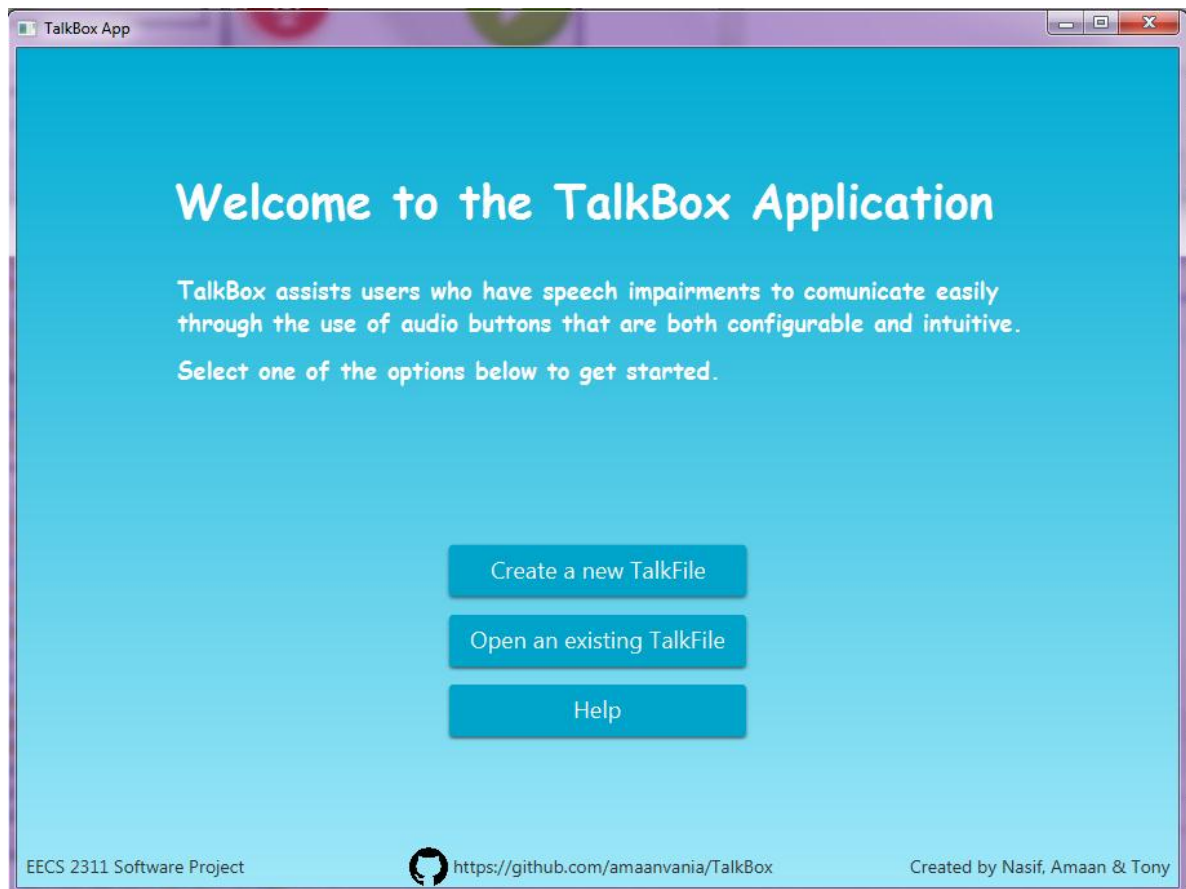 TalkBox App
Welcome to the TalkBox Application
TalkBox assists users who have speech impairments to comunicate easily
through the use of audio buttons that are both configurable and intuitive.
Select one of the options below to get started.
Create a new TalkFile
Open an existing TalkFile
Help
EECS 2311 Software Project
https://github.com/amaanvania/TalkBox
Created by Nasif, Amaan & Tony